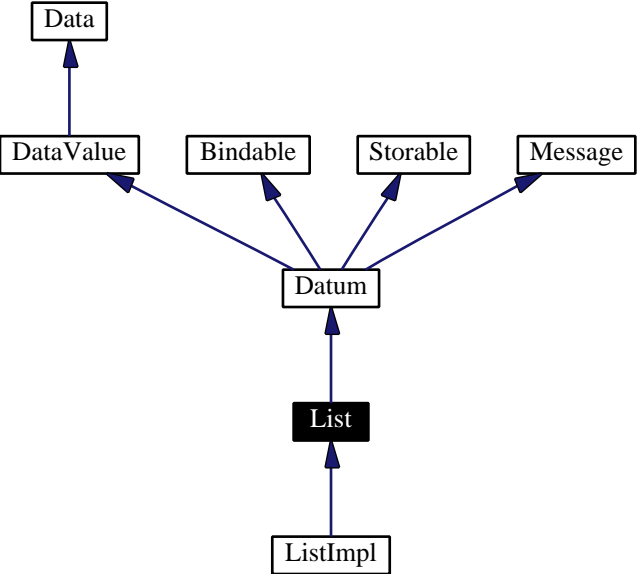 Data
DataValue
Bindable
Storable
Message
Datum
List
ListImpl